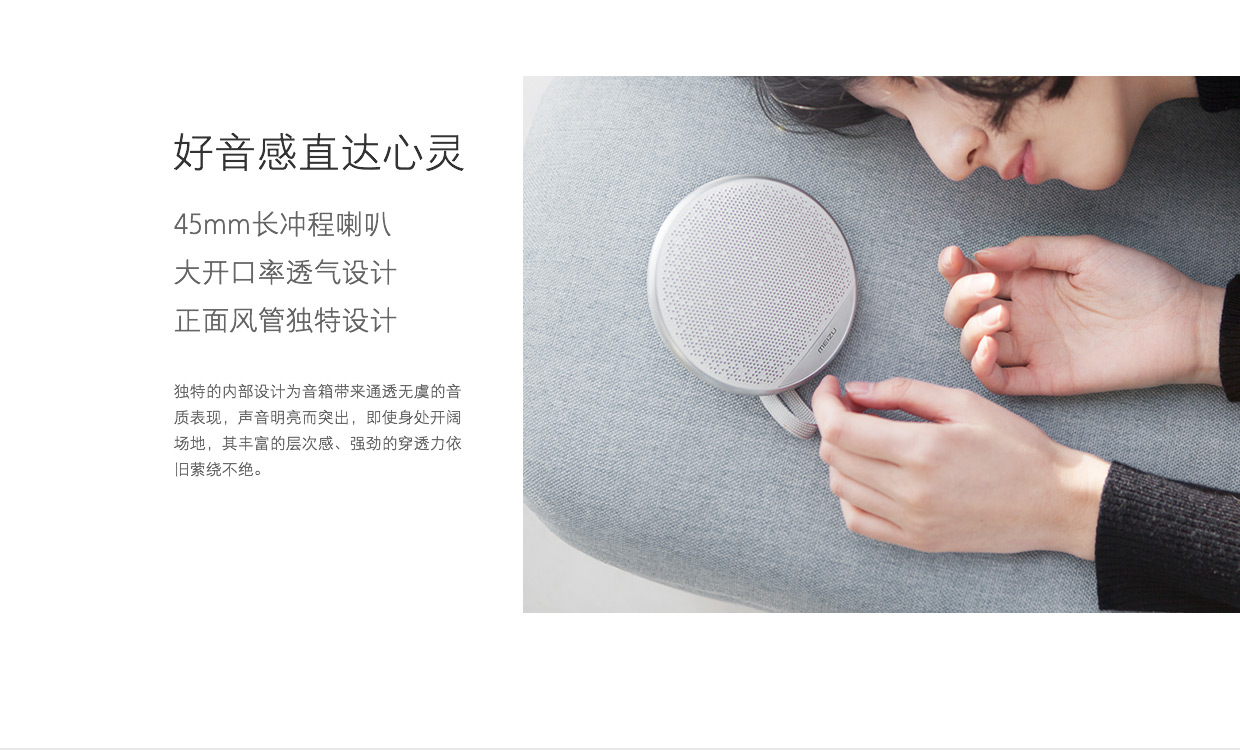 好音感直达心灵
45mm长冲程喇叭
大开口率透气设计
正面风管独特设计
独特的内部设计为音箱带来通透无虞的音
质表现，声音明亮而突出，即使身处开阔
场地，其丰富的层次感、强劲的穿透力依
旧萦绕不绝。
MEIZU